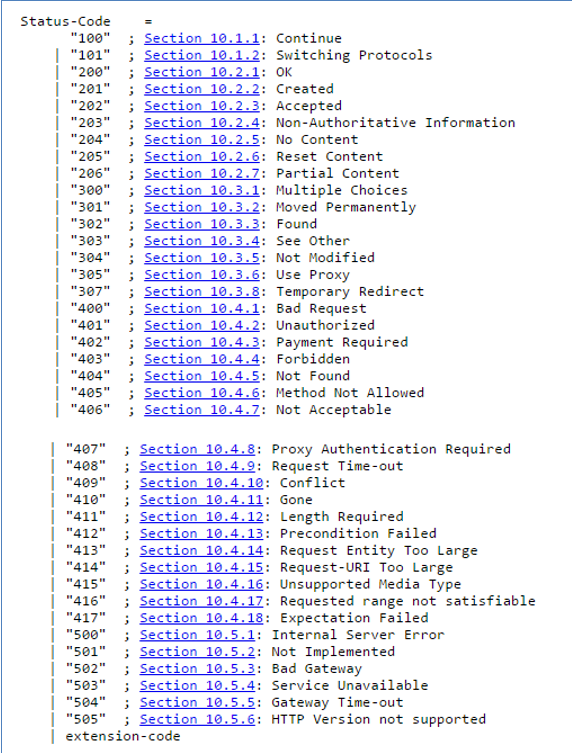 Status-Code    =
      "100"  ; Section 10.1.1: Continue
    | "101"  ; Section 10.1.2: Switching Protocols
    | "200"  ; Section 10.2.1: OK
    | "201"  ; Section 10.2.2: Created
    | "202"  ; Section 10.2.3: Accepted
    | "203"  ; Section 10.2.4: Non-Authoritative Information
    | "204"  ; Section 10.2.5: No Content
    | "205"  ; Section 10.2.6: Reset Content
    | "206"  ; Section 10.2.7: Partial Content
    | "300"  ; Section 10.3.1: Multiple Choices
    | "301"  ; Section 10.3.2: Moved Permanently
    | "302"  ; Section 10.3.3: Found
    | "303"  ; Section 10.3.4: See Other
    | "304"  ; Section 10.3.5: Not Modified
    | "305"  ; Section 10.3.6: Use Proxy
    | "307"  ; Section 10.3.8: Temporary Redirect
    | "400"  ; Section 10.4.1: Bad Request
    | "401"  ; Section 10.4.2: Unauthorized
    | "402"  ; Section 10.4.3: Payment Required
    | "403"  ; Section 10.4.4: Forbidden
    | "404"  ; Section 10.4.5: Not Found
    | "405"  ; Section 10.4.6: Method Not Allowed
    | "406"  ; Section 10.4.7: Not Acceptable
    | "407"  ; Section 10.4.8: Proxy Authentication Required
    | "408"  ; Section 10.4.9: Request Time-out
    | "409"  ; Section 10.4.10: Conflict
    | "410"  ; Section 10.4.11: Gone
    | "411"  ; Section 10.4.12: Length Required
    | "412"  ; Section 10.4.13: Precondition Failed
    | "413"  ; Section 10.4.14: Request Entity Too Large
    | "414"  ; Section 10.4.15: Request-URI Too Large
    | "415"  ; Section 10.4.16: Unsupported Media Type
    | "416"  ; Section 10.4.17: Requested range not satisfiable
    | "417"  ; Section 10.4.18: Expectation Failed
    | "500"  ; Section 10.5.1: Internal Server Error
    | "501"  ; Section 10.5.2: Not Implemented
    | "502"  ; Section 10.5.3: Bad Gateway
    | "503"  ; Section 10.5.4: Service Unavailable
    | "504"  ; Section 10.5.5: Gateway Time-out
    | "505"  ; Section 10.5.6: HTTP Version not supported
    | extension-code